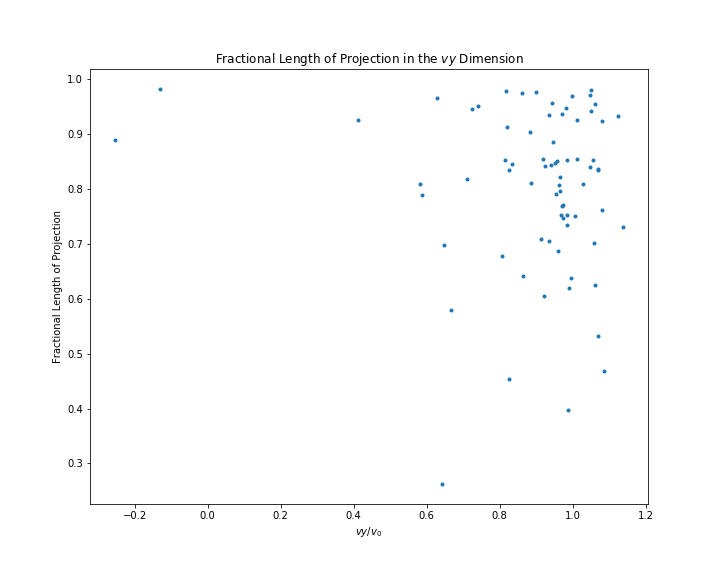 Fractional Length of Projection in the vy Dimension
1.0
0.9
0.8
0.7
0.6
0.5
0.4
0.3
Fractional Length of Projection
−0.2 0.0 0.2 0.4 0.6 0.8 1.0 1.2
vy/v₀